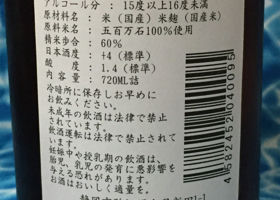 アルコール分 : 15度以上16度未満
原材料名 : 米(国産)米麹(国産米)
原料米 : 五百万石100%使用
精米歩合 : 60%
日本酒度 : +4(標準)
酸度 : 1.4(標準)
内容量 : 720ML詰
冷暗所に保存しお早めに
お飲みください。
未成年の飲酒は法律で禁止
されています。
飲酒運転は法律で禁止されて
います。
妊娠中や授乳期の飲酒は、
胎児、乳児の発育に悪影響を
与える恐れがあります。
お酒はおいしく適量を。
4582452040095